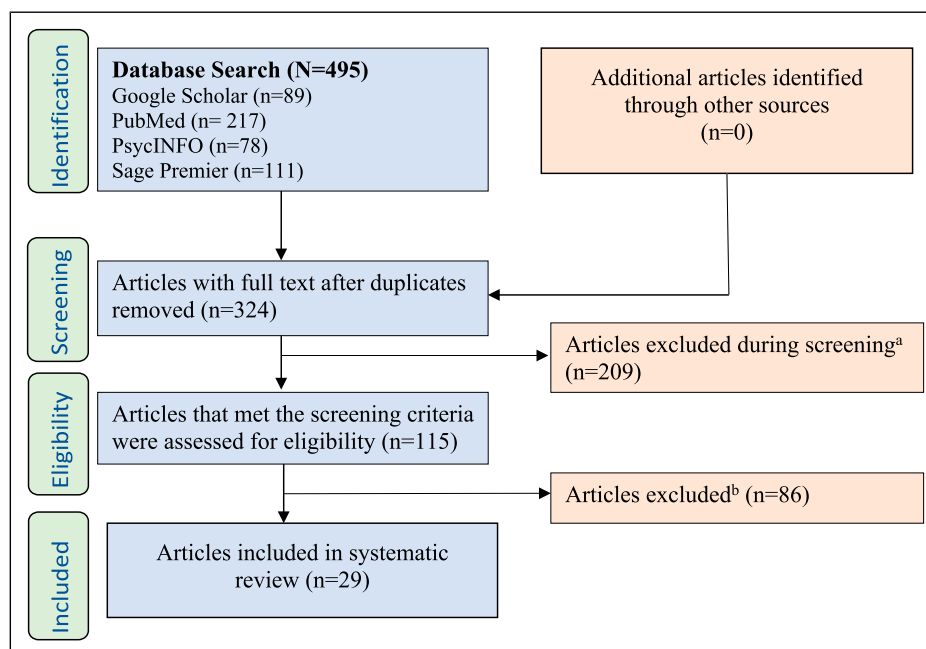 Identification
Database Search (N=495)
Google Scholar (n=89)
PubMed (n= 217)
PsycINFO (n=78)
Sage Premier (n=111)
Additional articles identified
through other sources
(n=0)
Screening
Articles with full text after duplicates
removed (n=324)
Articles excluded during screeningᵃ
(n=209)
Eligibility
Articles that met the screening criteria
were assessed for eligibility (n=115)
Articles excludedᵇ (n=86)
Included
Articles included in systematic
review (n=29)